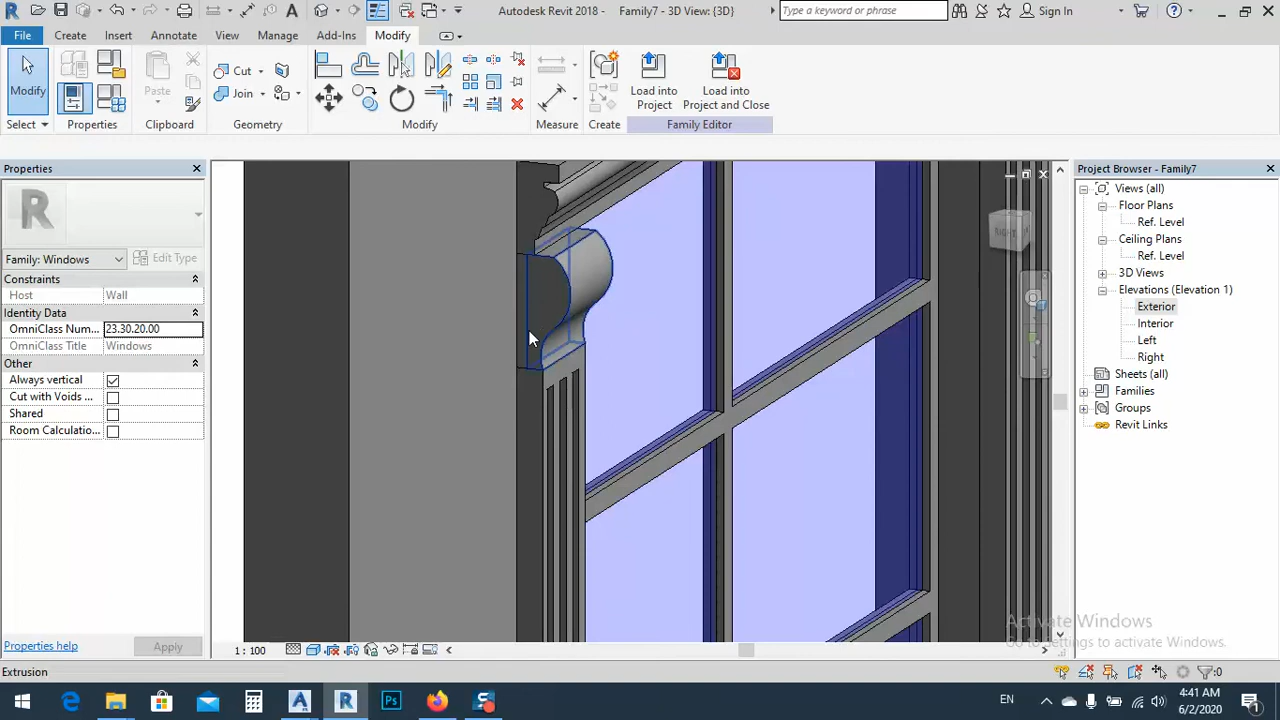 Autodesk Revit 2018 -    Family7 - 3D View: {3D}
Type a keyword or phrase
Sign In
File
Create
Insert
Annotate
View
Manage
Add-Ins
Modify
Modify
Cut
Join
Paste
Load into
Project
Load into
Project and Close
Select
Properties
Clipboard
Geometry
Modify
Measure
Create
Family Editor
Properties
R
Family: Windows
Edit Type
Constraints
Host
Wall
Identity Data
OmniClass Num...
23.30.20.00
OmniClass Title
Windows
Other
Always vertical
Cut with Voids ...
Shared
Room Calculatio...
Properties help
Apply
RIGHT
Project Browser - Family7
Views (all)
Floor Plans
Ref. Level
Ceiling Plans
Ref. Level
3D Views
Elevations (Elevation 1)
Exterior
Interior
Left
Right
Sheets (all)
Families
Groups
Revit Links
Activate Windows
Go to Settings to activate Windows.
1 : 100
Extrusion
:0
EN
4:41 AM
6/2/2020